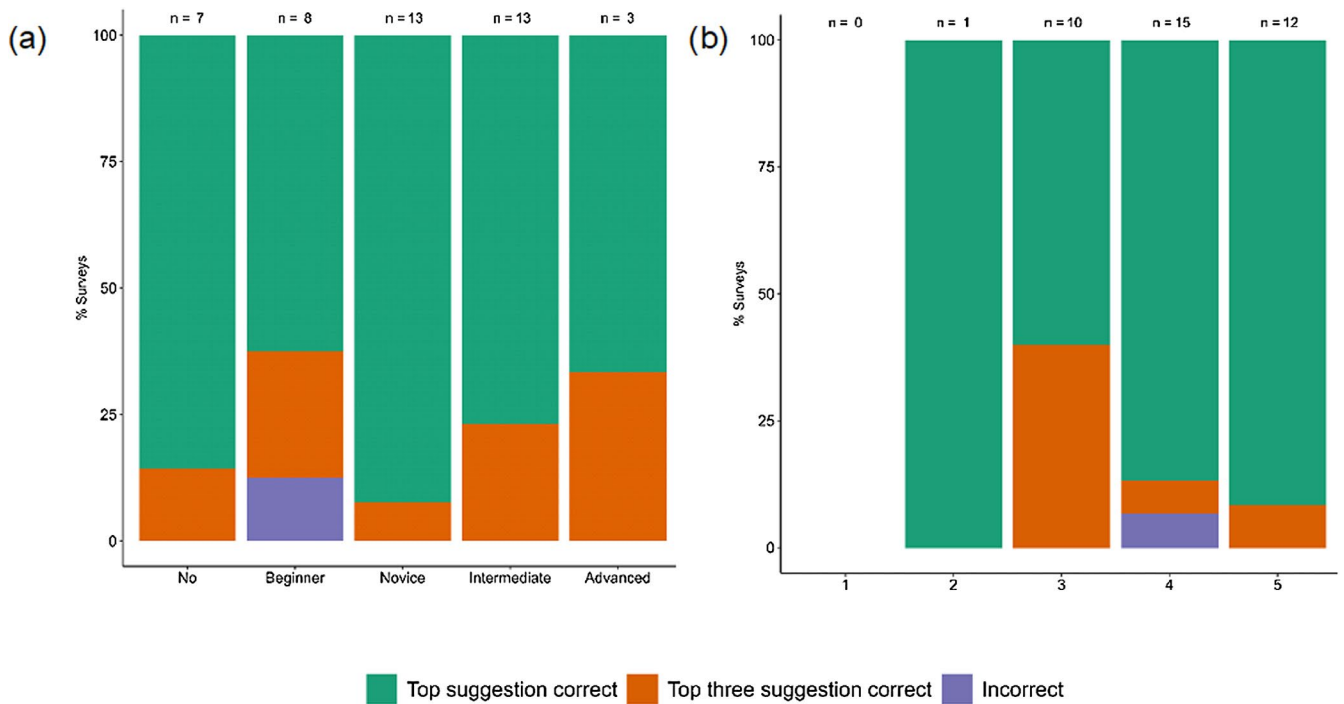 (a)
n = 7 n = 8 n = 13 n = 13 n = 3
100
75
50
25
0
% Surveys
No Beginner Novice Intermediate Advanced
(b)
n = 0 n = 1 n = 10 n = 15 n = 12
100
75
50
25
0
% Surveys
1 2 3 4 5
Top suggestion correct Top three suggestion correct Incorrect